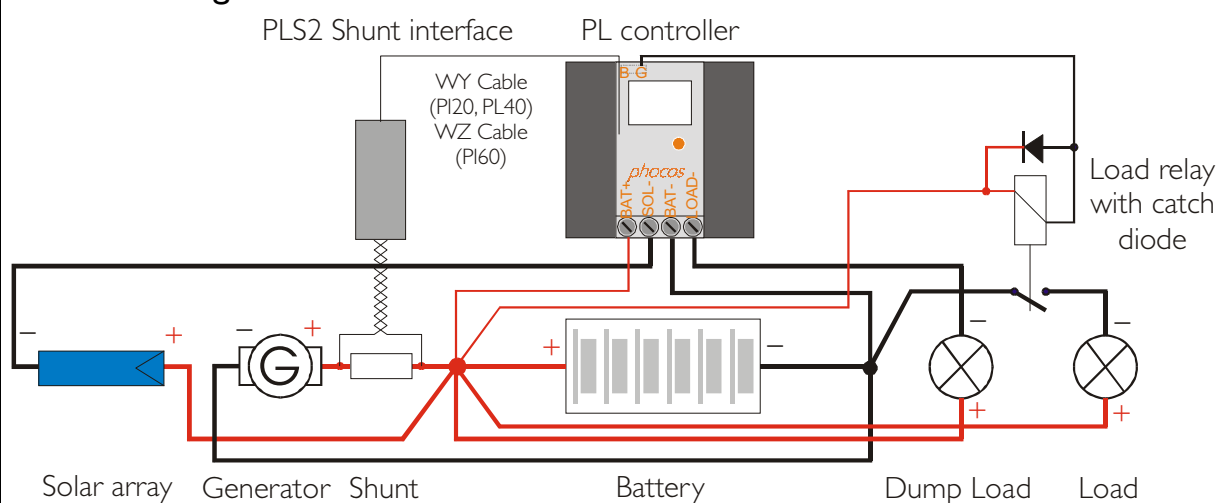 PLS2 Shunt interface
PL controller
B G
WY Cable
(Pl20, PL40)
WZ Cable
(Pl60)
phocos
BAT+
SOL-
BAT-
LOAD-
Load relay
with catch
diode
−
+
−
+
G
+
−
−
+
−
+
Solar array
Generator
Shunt
Battery
Dump Load
Load